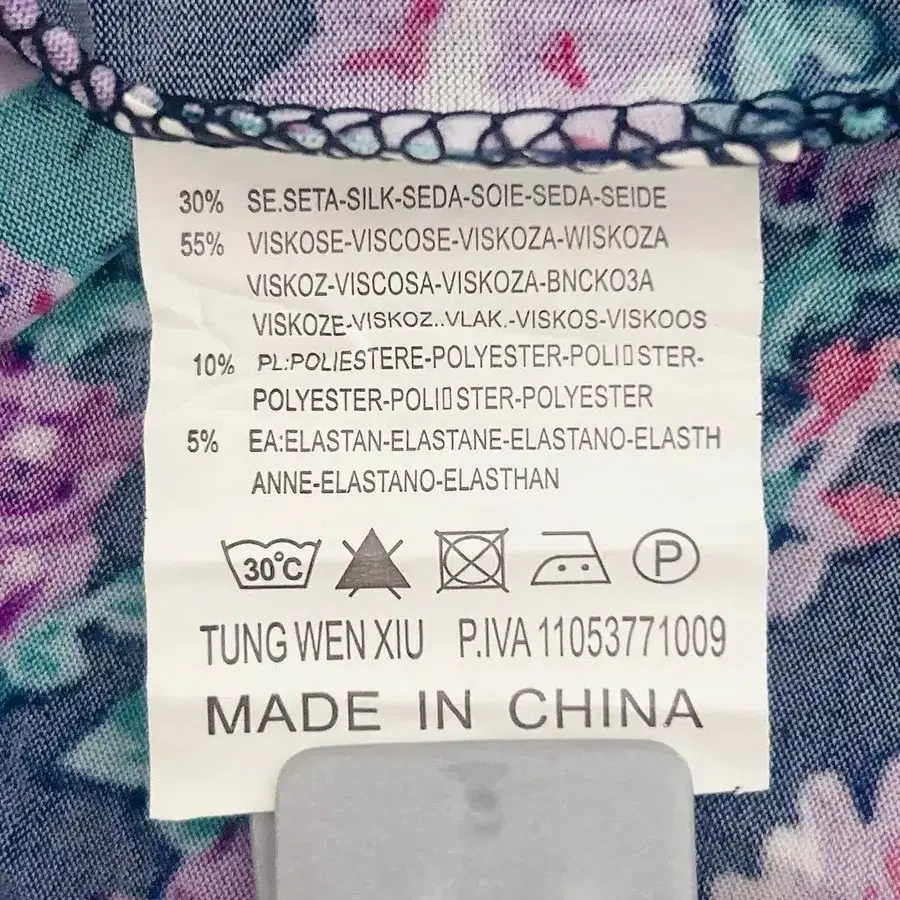 30% SE.SETA-SILK-SEDA-SOIE-SEDA-SEIDE
55% VISKOSE-VISCOSE-VISKOZA-WISKOZA
VISKOZ-VISCOSA-VISKOZA-BNCKO3A
VISKOZE-VISKOZ..VLAK.-VISKOS-VISKOOS
10% PL:POLIESTERE-POLYESTER-POLI▯STER-
POLYESTER-POLI▯STER-POLYESTER
5% EA:ELASTAN-ELASTANE-ELASTANO-ELASTH
ANNE-ELASTANO-ELASTHAN
30°C P
TUNG WEN XIU P.IVA 11053771009
MADE IN CHINA